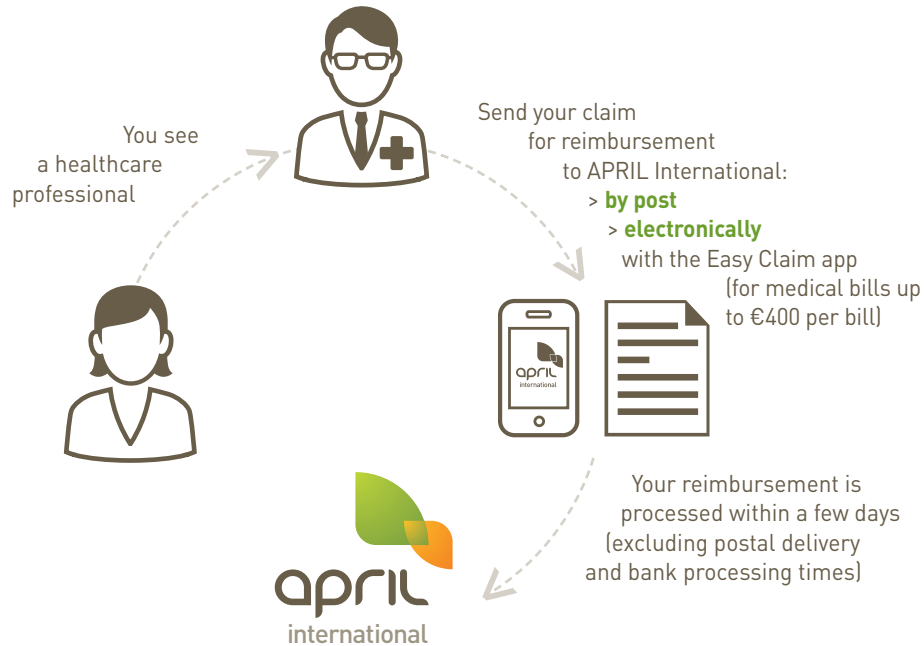 You see
a healthcare
professional
Send your claim
for reimbursement
to APRIL International:
> by post
> electronically
with the Easy Claim app
(for medical bills up
to €400 per bill)
april
international
Your reimbursement is
processed within a few days
(excluding postal delivery
and bank processing times)
april
international